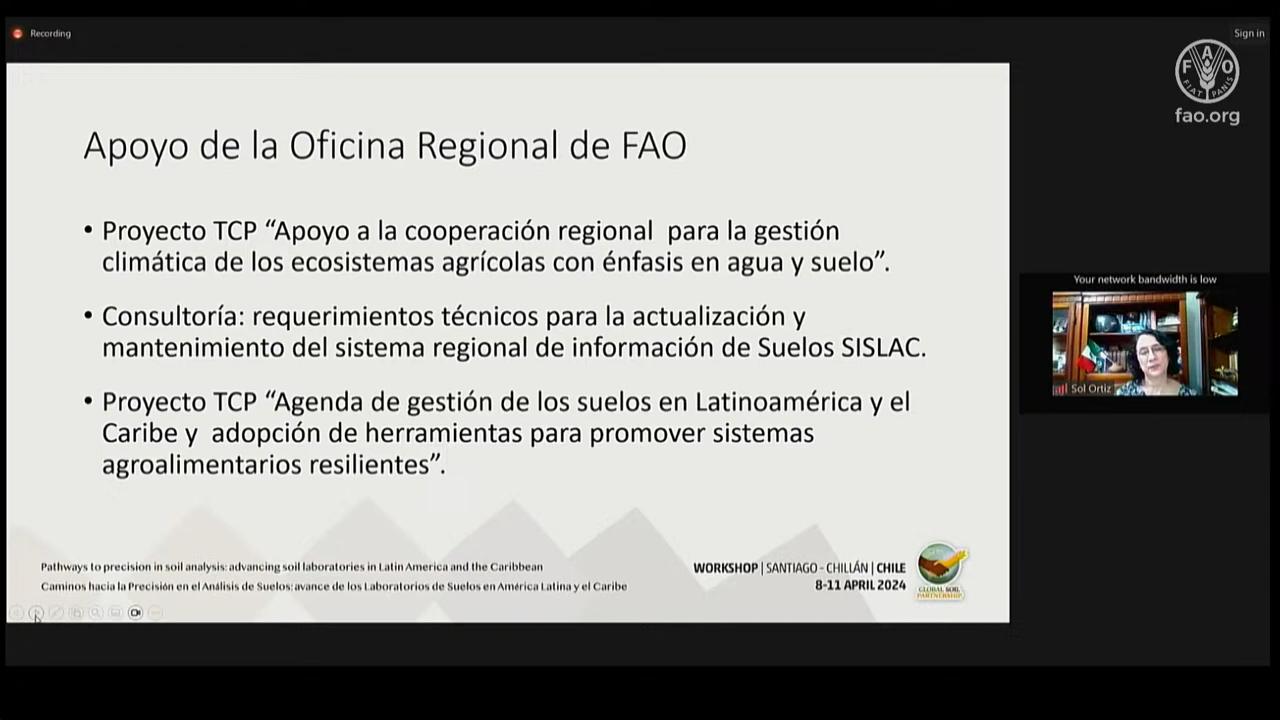 Recording
Sign in
FAO
FIAT PANIS
fao.org
Apoyo de la Oficina Regional de FAO
• Proyecto TCP “Apoyo a la cooperación regional para la gestión
climática de los ecosistemas agrícolas con énfasis en agua y suelo”.
• Consultoría: requerimientos técnicos para la actualización y
mantenimiento del sistema regional de información de Suelos SISLAC.
• Proyecto TCP “Agenda de gestión de los suelos en Latinoamérica y el
Caribe y adopción de herramientas para promover sistemas
agroalimentarios resilientes”.
Your network bandwidth is low
Sol Ortiz
Pathways to precision in soil analysis: advancing soil laboratories in Latin America and the Caribbean
Caminos hacia la Precisión en el Análisis de Suelos: avance de los Laboratorios de Suelos en América Latina y el Caribe
WORKSHOP | SANTIAGO - CHILLÁN | CHILE
8-11 APRIL 2024
GLOBAL SOIL
PARTNERSHIP